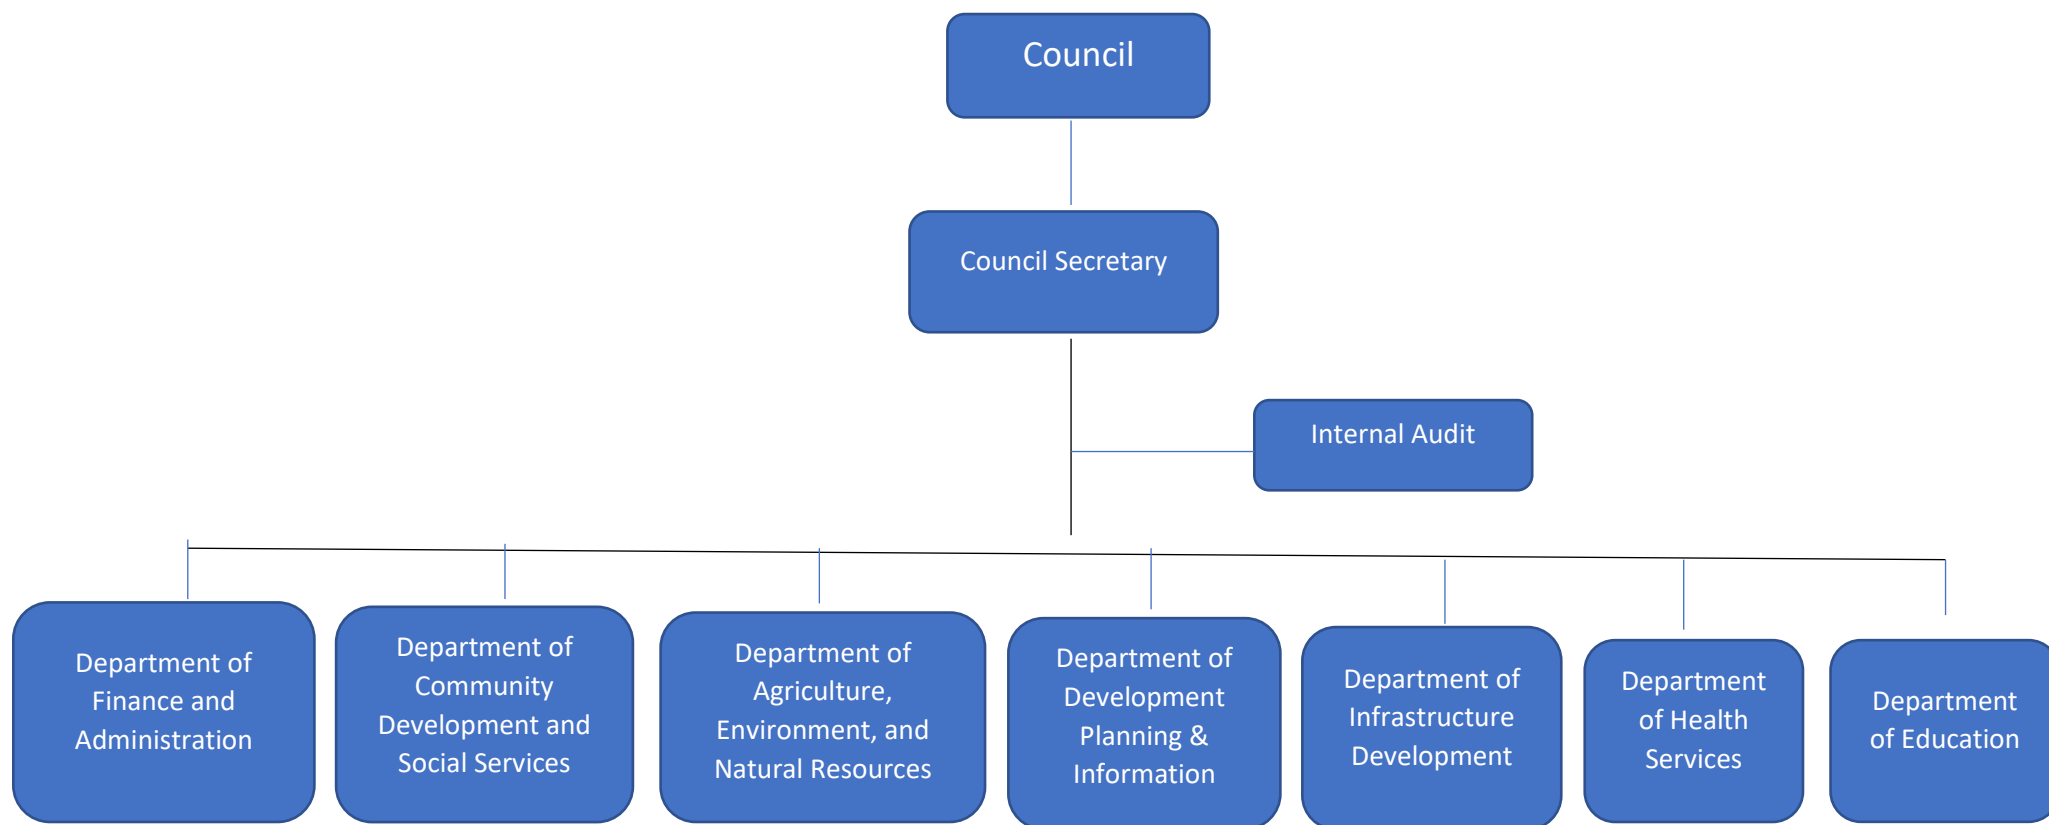 Council
Council Secretary
Internal Audit
Department of
Finance and
Administration
Department of
Community
Development and
Social Services
Department of
Agriculture,
Environment, and
Natural Resources
Department of
Development
Planning &
Information
Department of
Infrastructure
Development
Department
of Health
Services
Department
of Education